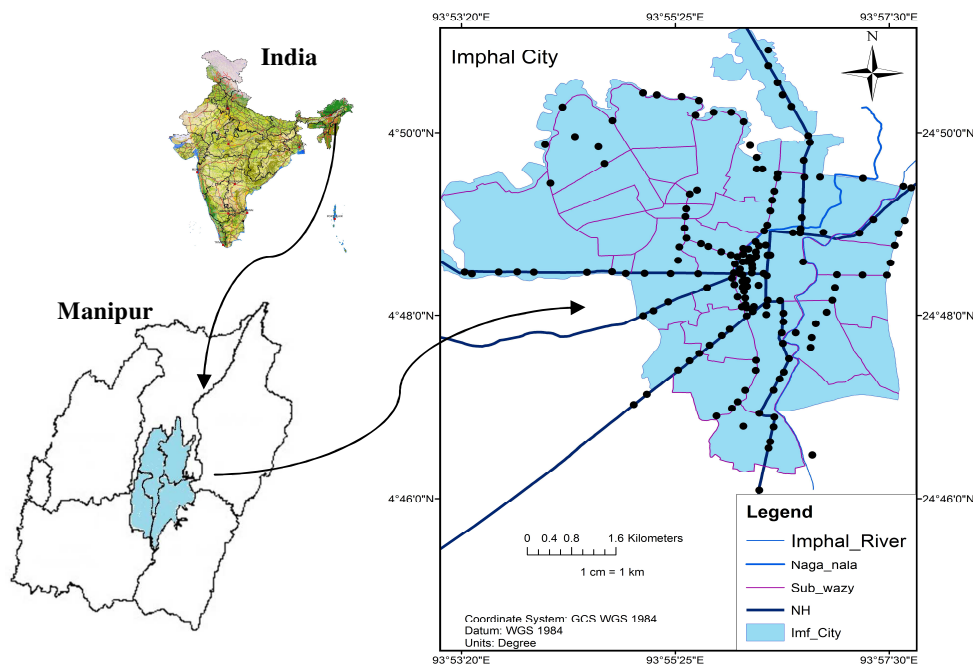 India
Manipur
93°53'20"E 93°55'25"E 93°57'30"E
Imphal City
N
4°50'0"N 24°50'0"N
4°48'0"N 24°48'0"N
4°46'0"N 24°46'0"N
0 0.4 0.8 1.6 Kilometers
1 cm = 1 km
Coordinate System: GCS WGS 1984
Datum: WGS 1984
Units: Degree
Legend
Imphal_River
Naga_nala
Sub_wazy
NH
Imf_City
93°53'20"E 93°55'25"E 93°57'30"E